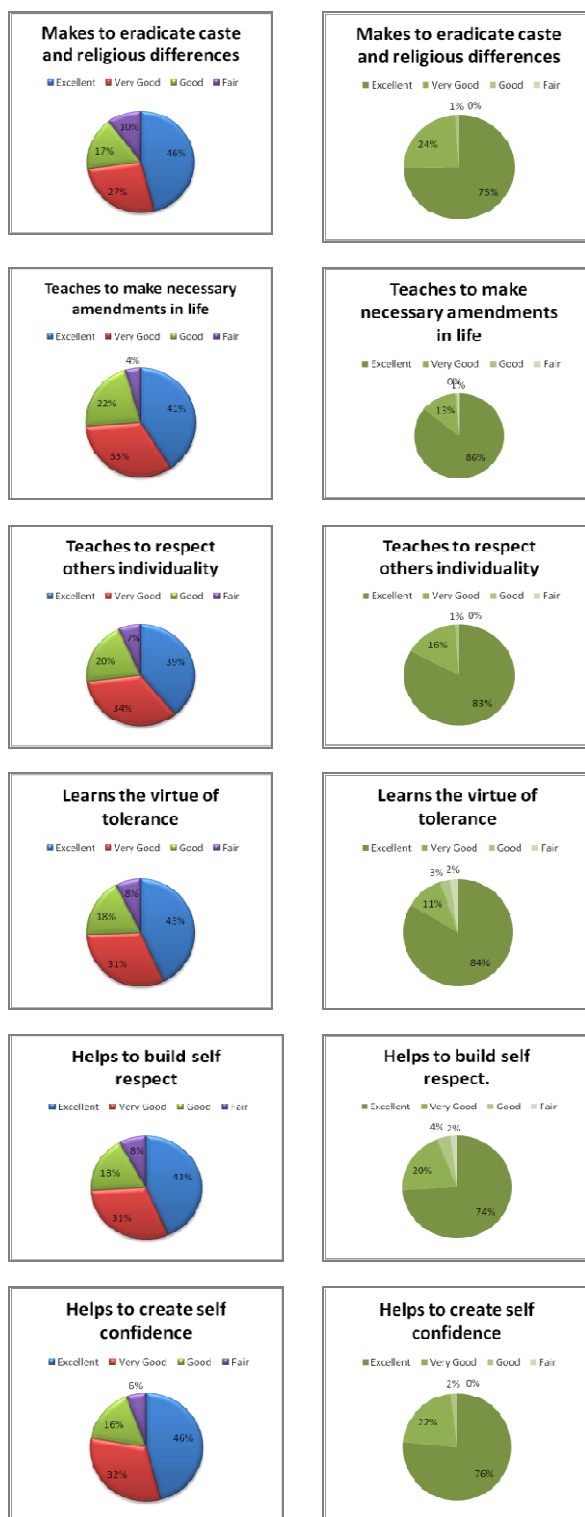 Makes to eradicate caste
and religious differences
Excellent Very Good Good Fair
10%
17%
46%
27%
Makes to eradicate caste
and religious differences
Excellent Very Good Good Fair
1% 0%
24%
75%
Teaches to make necessary
amendments in life
Excellent Very Good Good Fair
4%
22%
41%
33%
Teaches to make
necessary amendments
in life
Excellent Very Good Good Fair
0% 1%
13%
86%
Teaches to respect
others individuality
Excellent Very Good Good Fair
7%
20%
39%
34%
Teaches to respect
others individuality
Excellent Very Good Good Fair
1% 0%
16%
83%
Learns the virtue of
tolerance
Excellent Very Good Good Fair
8%
18%
43%
31%
Learns the virtue of
tolerance
Excellent Very Good Good Fair
3% 2%
11%
84%
Helps to build self
respect
Excellent Very Good Good Fair
8%
18%
43%
31%
Helps to build self
respect.
Excellent Very Good Good Fair
4% 2%
20%
74%
Helps to create self
confidence
Excellent Very Good Good Fair
6%
16%
46%
32%
Helps to create self
confidence
Excellent Very Good Good Fair
2% 0%
22%
76%